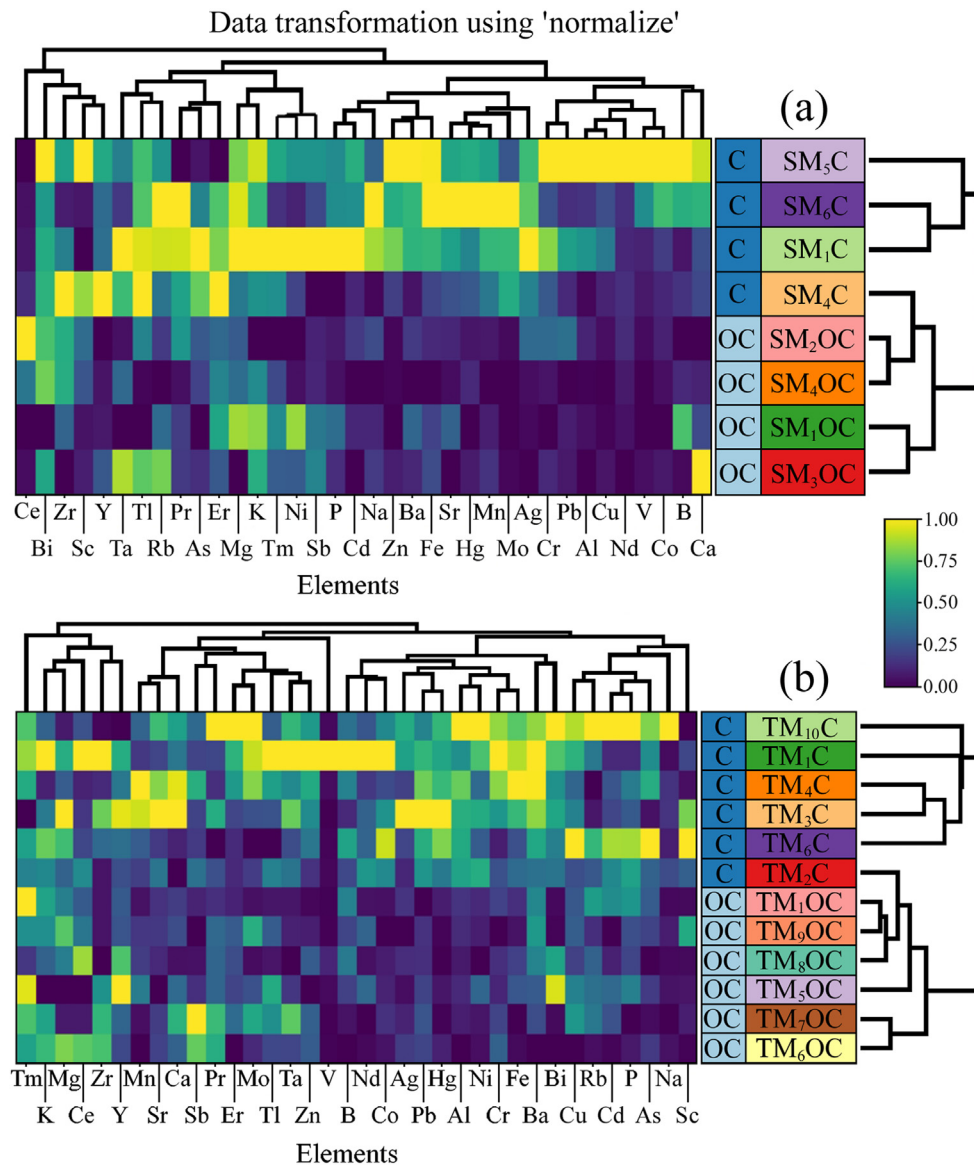 Data transformation using 'normalize'
(a)
C SM₅C
C SM₆C
C SM₁C
C SM₄C
OC SM₂OC
OC SM₄OC
OC SM₁OC
OC SM₃OC
Ce Zr Y Tl Pr Er K Ni P Na Ba Sr Mn Ag Pb Cu V B
Bi Sc Ta Rb As Mg Tm Sb Cd Zn Fe Hg Mo Cr Al Nd Co Ca
Elements
1.00
0.75
0.50
0.25
0.00
(b)
C TM₁₀C
C TM₁C
C TM₄C
C TM₃C
C TM₆C
C TM₂C
OC TM₁OC
OC TM₉OC
OC TM₈OC
OC TM₅OC
OC TM₇OC
OC TM₆OC
Tm Mg Zr Mn Ca Pr Mo Ta V Nd Ag Hg Ni Fe Bi Rb P Na
K Ce Y Sr Sb Er Tl Zn B Co Pb Al Cr Ba Cu Cd As Sc
Elements